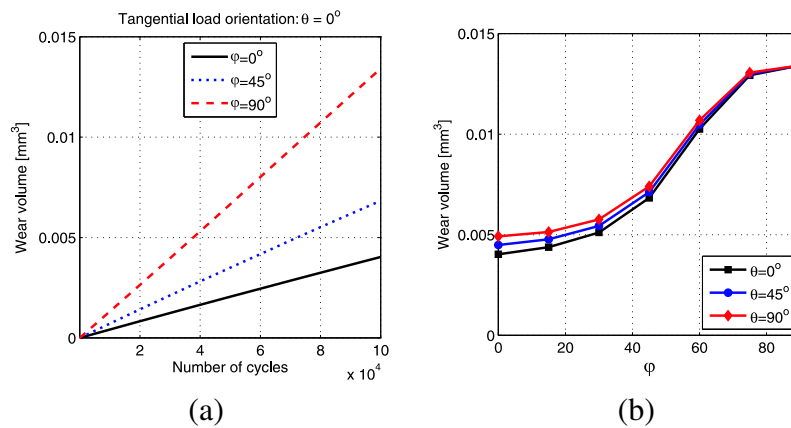 Tangential load orientation: θ = 0°
0.015
0.01
0.005
0
Wear volume [mm³]
φ=0°
φ=45°
φ=90°
2
4
6
8
10
Number of cycles
x 10⁴
(a)
0.015
0.01
0.005
0
Wear volume [mm³]
θ=0°
θ=45°
θ=90°
0
20
40
60
80
φ
(b)